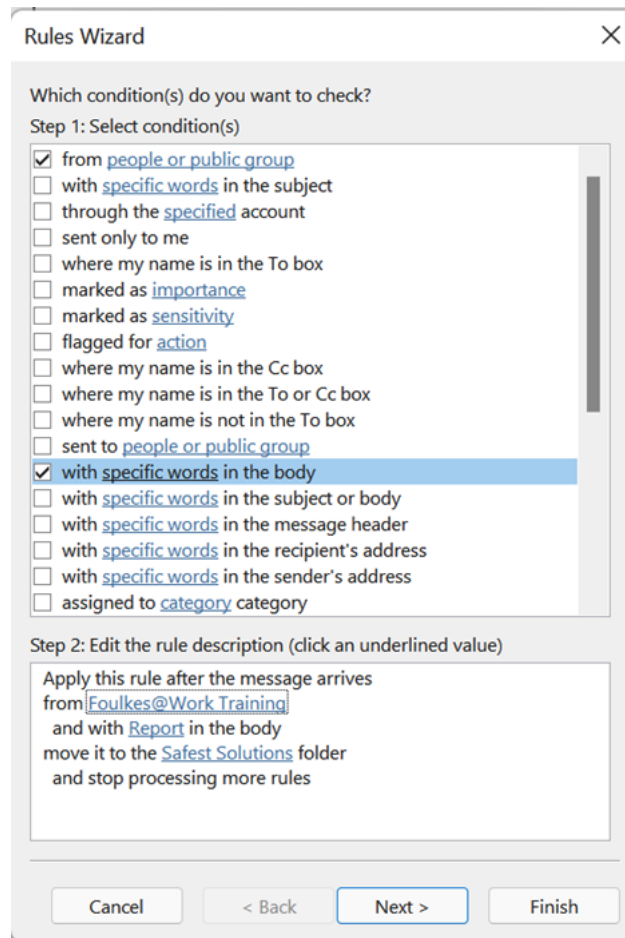 Rules Wizard
Which condition(s) do you want to check?
Step 1: Select condition(s)
from people or public group
with specific words in the subject
through the specified account
sent only to me
where my name is in the To box
marked as importance
marked as sensitivity
flagged for action
where my name is in the Cc box
where my name is in the To or Cc box
where my name is not in the To box
sent to people or public group
with specific words in the body
with specific words in the subject or body
with specific words in the message header
with specific words in the recipient's address
with specific words in the sender's address
assigned to category category
Step 2: Edit the rule description (click an underlined value)
Apply this rule after the message arrives
from Foulkes@Work Training
and with Report in the body
move it to the Safest Solutions folder
and stop processing more rules
Cancel < Back Next > Finish